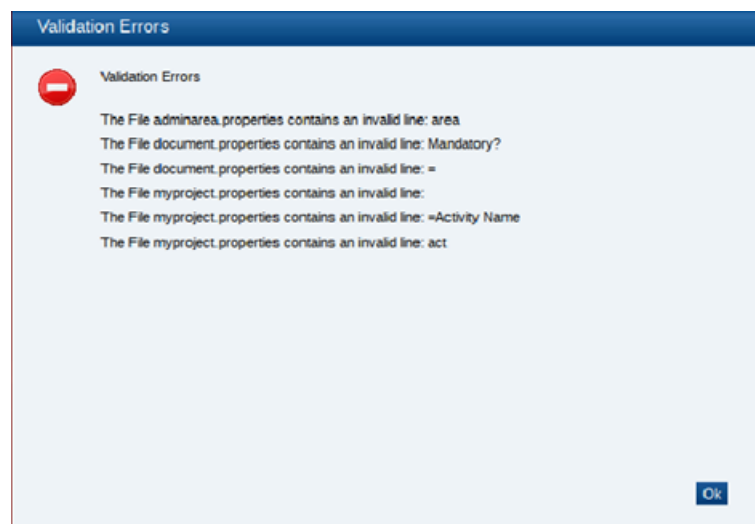 Validation Errors
Validation Errors
The File adminarea.properties contains an invalid line: area
The File document.properties contains an invalid line: Mandatory?
The File document.properties contains an invalid line: =
The File myproject.properties contains an invalid line:
The File myproject.properties contains an invalid line: =Activity Name
The File myproject.properties contains an invalid line: act
Ok